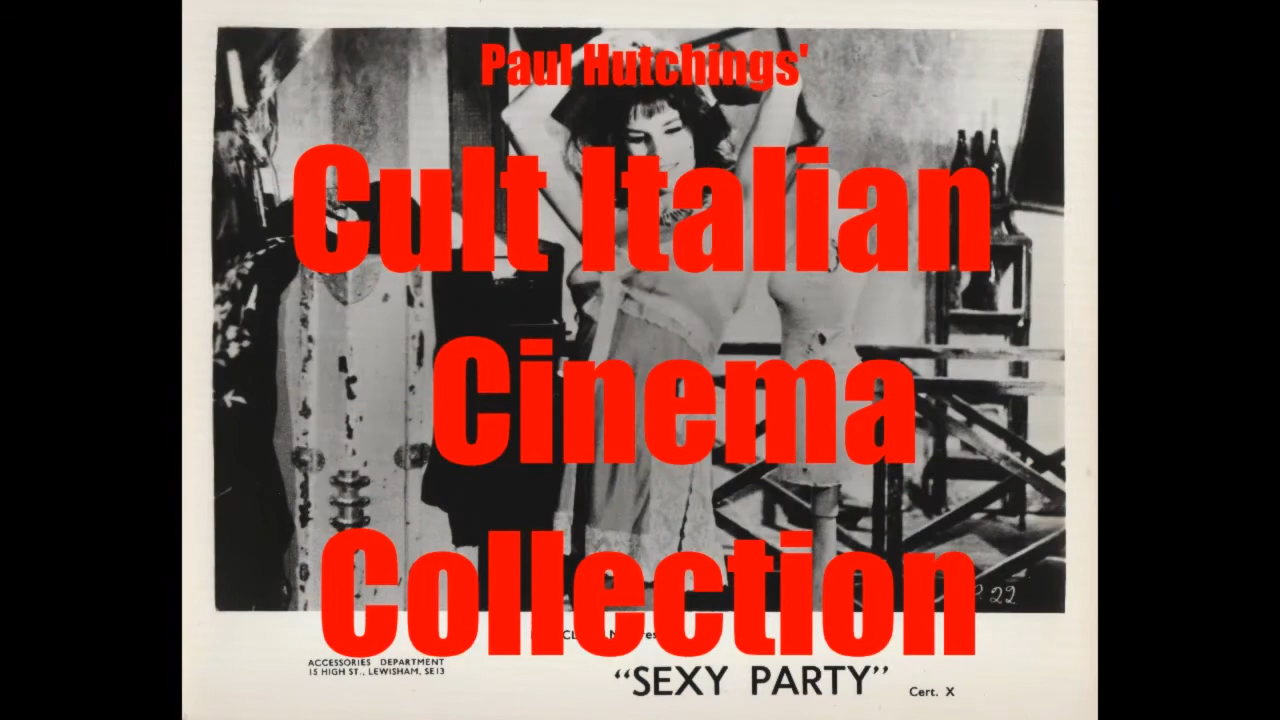 Paul Hutchings'
Cult Italian
Cinema
Collection
22
ACCESSORIES DEPARTMENT
15 HIGH ST., LEWISHAM, SE13
“SEXY PARTY”
Cert. X